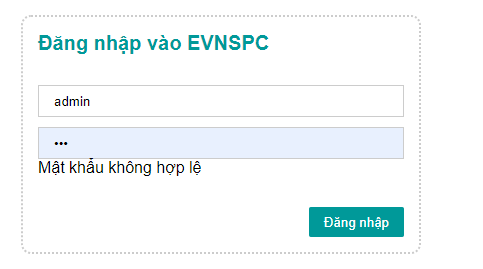 Đăng nhập vào EVNSPC
admin
•••
Mật khẩu không hợp lệ
Đăng nhập